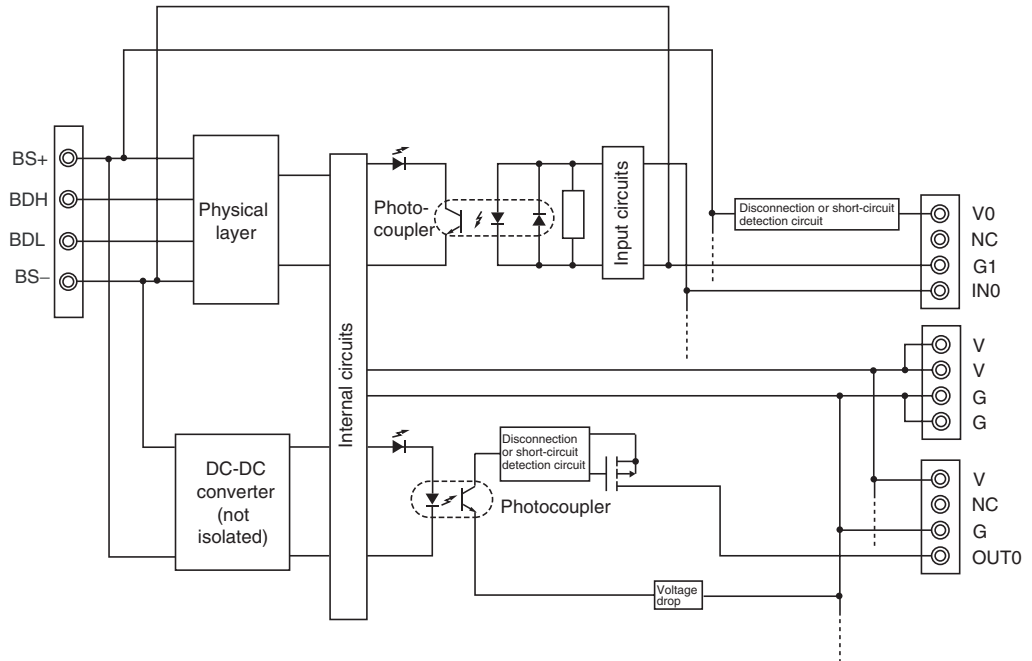 BS+
BDH
BDL
BS−
Physical
layer
Photo-
coupler
Input circuits
Disconnection or short-circuit
detection circuit
V0
NC
G1
IN0
Internal circuits
V
V
G
G
DC-DC
converter
(not
isolated)
Disconnection
or short-circuit
detection circuit
Photocoupler
V
NC
G
OUT0
Voltage
drop